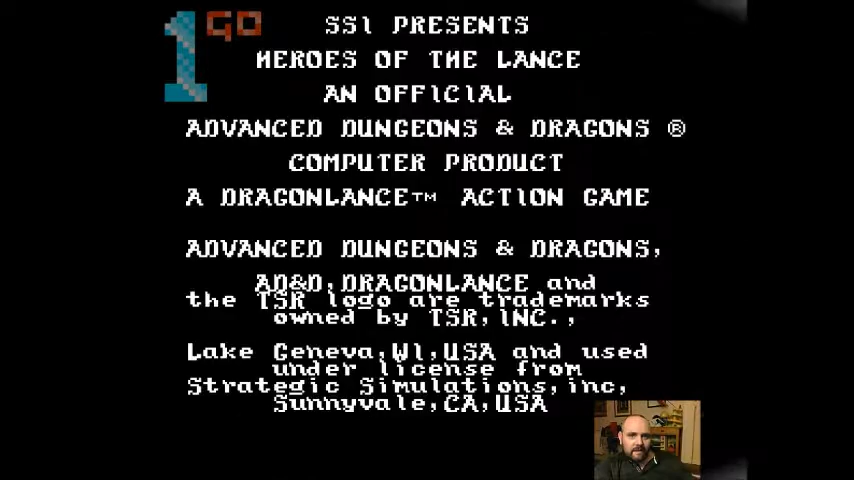 1 GO
SSI PRESENTS
HEROES OF THE LANCE
AN OFFICIAL
ADVANCED DUNGEONS & DRAGONS ®
COMPUTER PRODUCT
A DRAGONLANCE™ ACTION GAME
ADVANCED DUNGEONS & DRAGONS,
AD&D,DRAGONLANCE and
the TSR logo are trademarks
owned by TSR,INC.,
Lake Geneva,WI,USA and used
under license from
Strategic Simulations,inc,
Sunnyvale,CA,USA